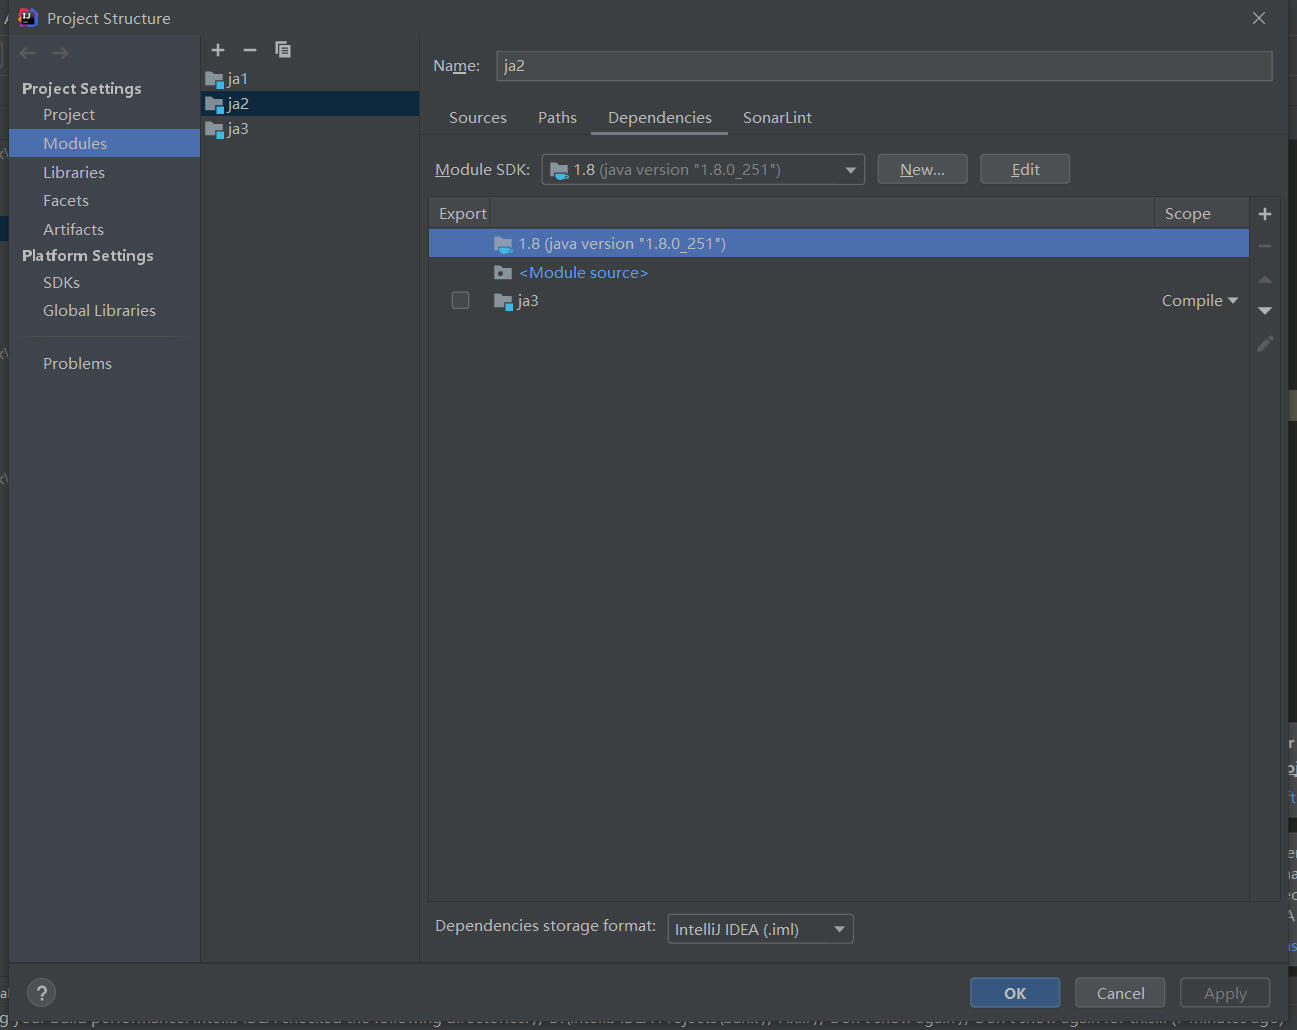 Project Structure
Project Settings
Project
Modules
Libraries
Facets
Artifacts
Platform Settings
SDKs
Global Libraries
Problems
ja1
ja2
ja3
Name: ja2
Sources Paths Dependencies SonarLint
Module SDK: 1.8 (java version "1.8.0_251") New... Edit
Export Scope
1.8 (java version "1.8.0_251")
<Module source>
ja3 Compile
Dependencies storage format: IntelliJ IDEA (.iml)
? OK Cancel Apply